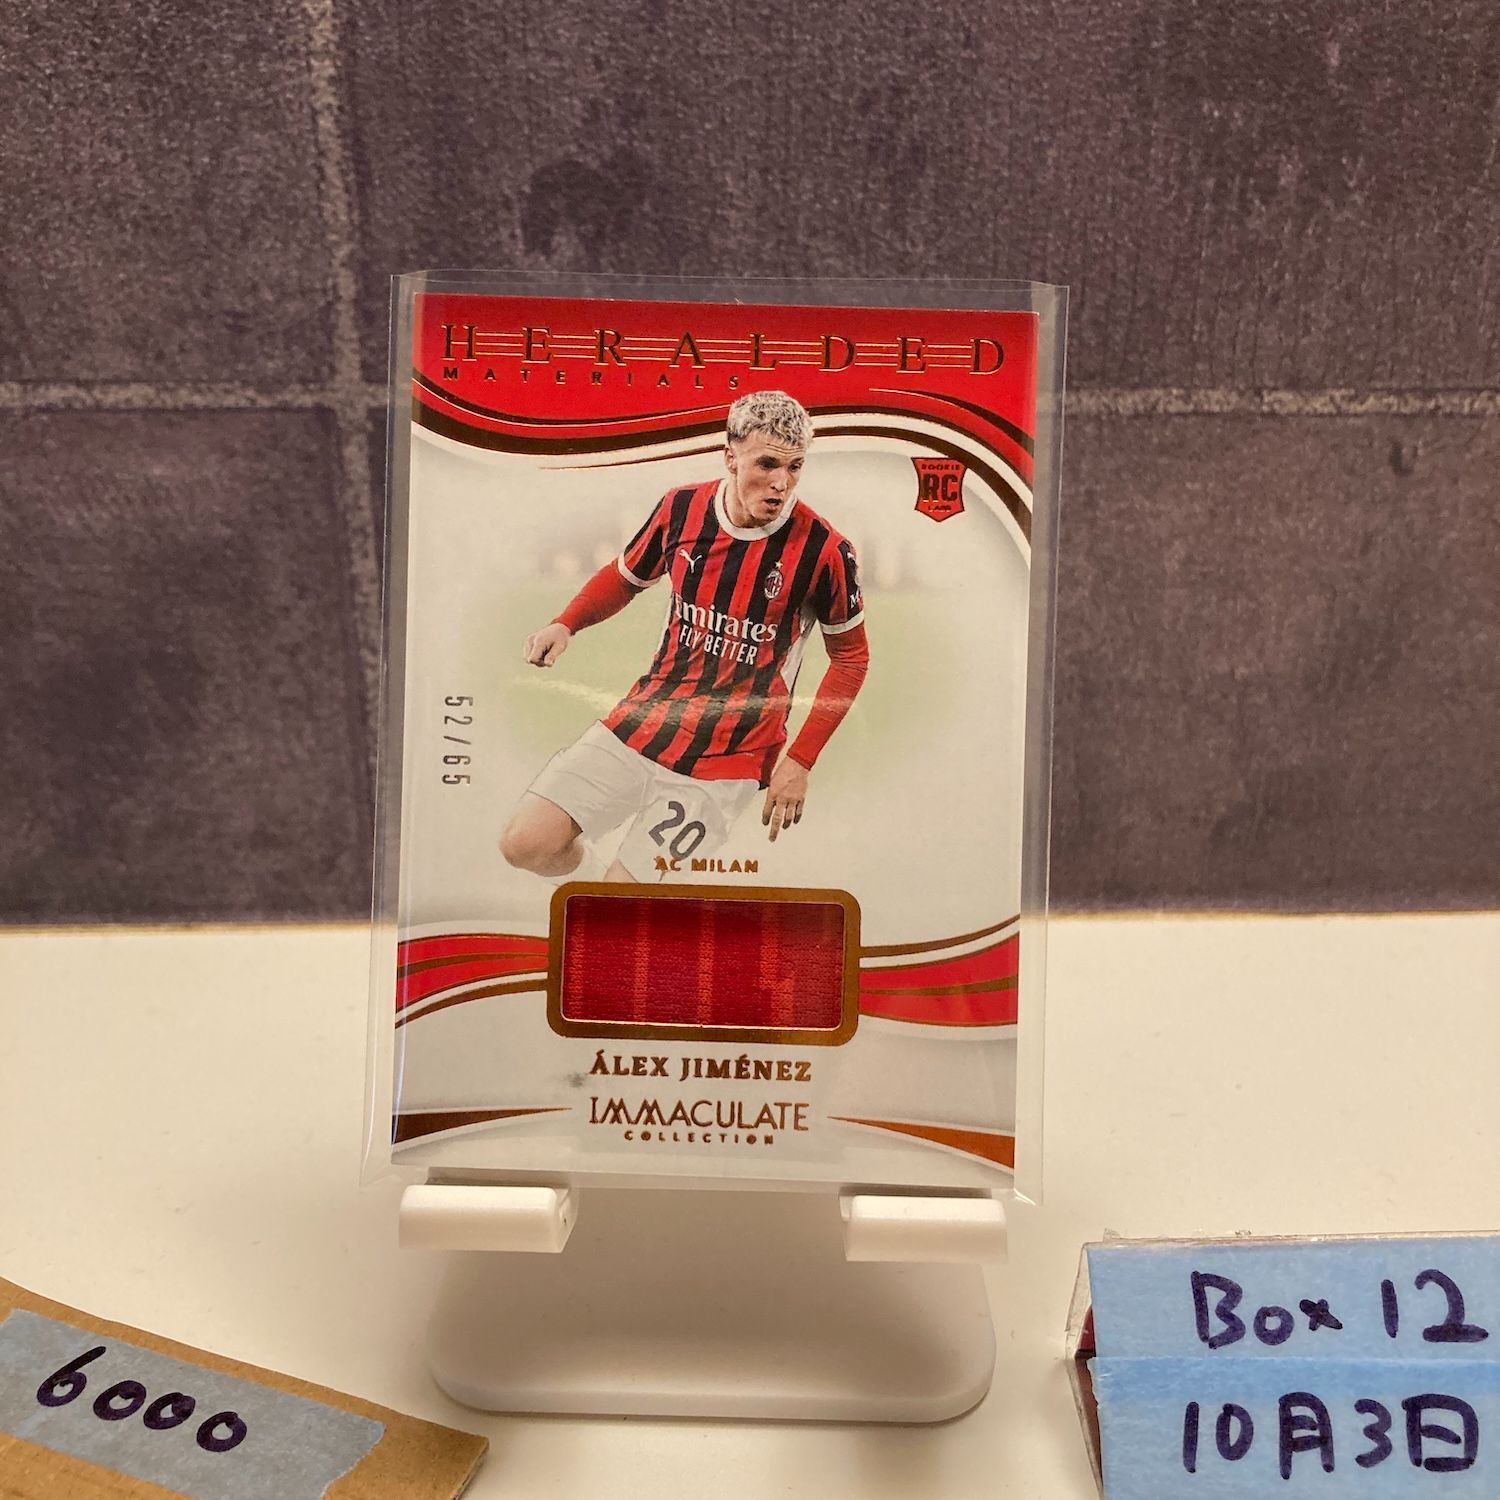 HERALDED
MATERIALS
ROOKIE
RC
CARD
Emirates
FLY BETTER
52/65
20
AC MILAN
ÁLEX JIMÉNEZ
IMMACULATE
COLLECTION
6000
Box 12
10月3日